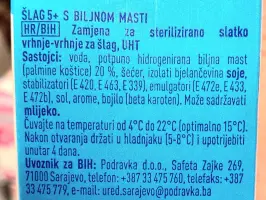 ŠLAG 5+ S BILJNOM MASTI
HR/BIH Zamjena za sterilizirano slatko
vrhnje-vrhnje za šlag, UHT
Sastojci: voda, potpuno hidrogenirana biljna mast
(palmine koštice) 20 %, šećer, izolati bjelančevina soje,
stabilizatori (E 420, E 463, E 339), emulgatori (E 472e, E 433,
E 472b), sol, arome, bojilo (beta karoten). Može sadržavati
mlijeko.
Čuvajte na temperaturi od 4°C do 22°C (optimalno 15°C).
Nakon otvaranja držati u hladnjaku (5-8°C) i upotrijebiti
unutar 4 dana.
Uvoznik za BIH: Podravka d.o.o., Safeta Zajke 269,
71000 Sarajevo, telefon: +387 33 475 760, telefaks: +387
33 475 779, e-mail: ured.sarajevo@podravka.ba